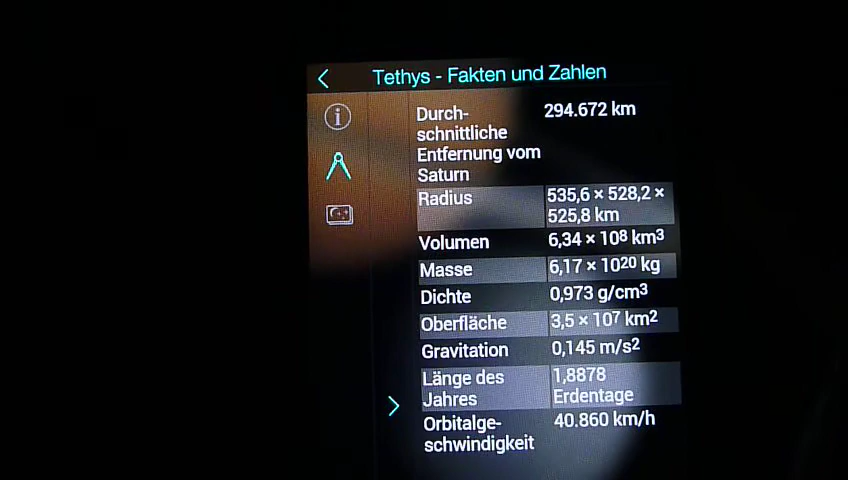 Tethys - Fakten und Zahlen
Durch-
schnittliche
Entfernung vom
Saturn
294.672 km
Radius
535,6 × 528,2 ×
525,8 km
Volumen
6,34 × 10⁸ km³
Masse
6,17 × 10²⁰ kg
Dichte
0,973 g/cm³
Oberfläche
3,5 × 10⁷ km²
Gravitation
0,145 m/s²
Länge des
Jahres
1,8878
Erdentage
Orbitalge-
schwindigkeit
40.860 km/h